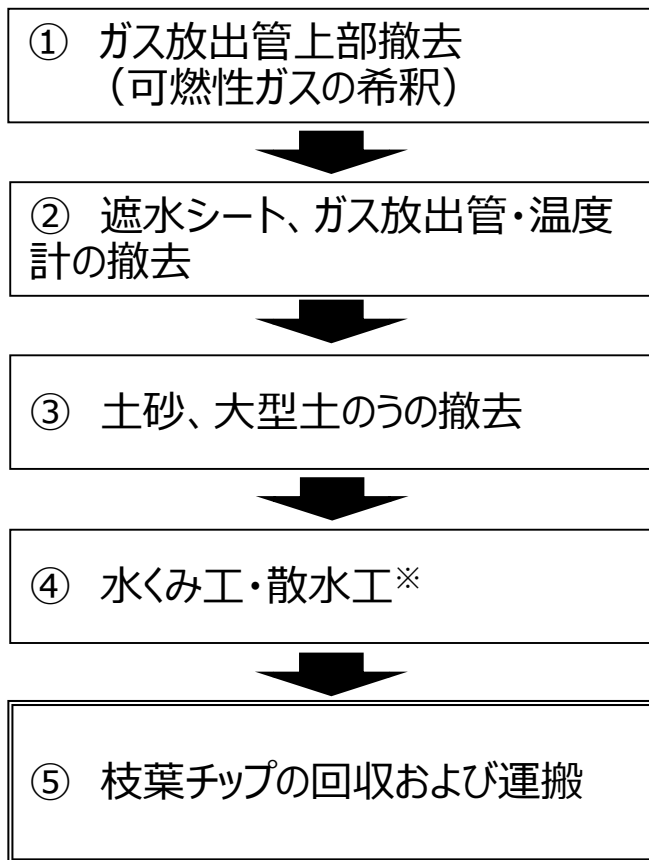 ① ガス放出管上部撤去
（可燃性ガスの希釈）
② 遮水シート、ガス放出管・温度
計の撤去
③ 土砂、大型土のうの撤去
④ 水くみ工・散水工※
⑤ 枝葉チップの回収および運搬